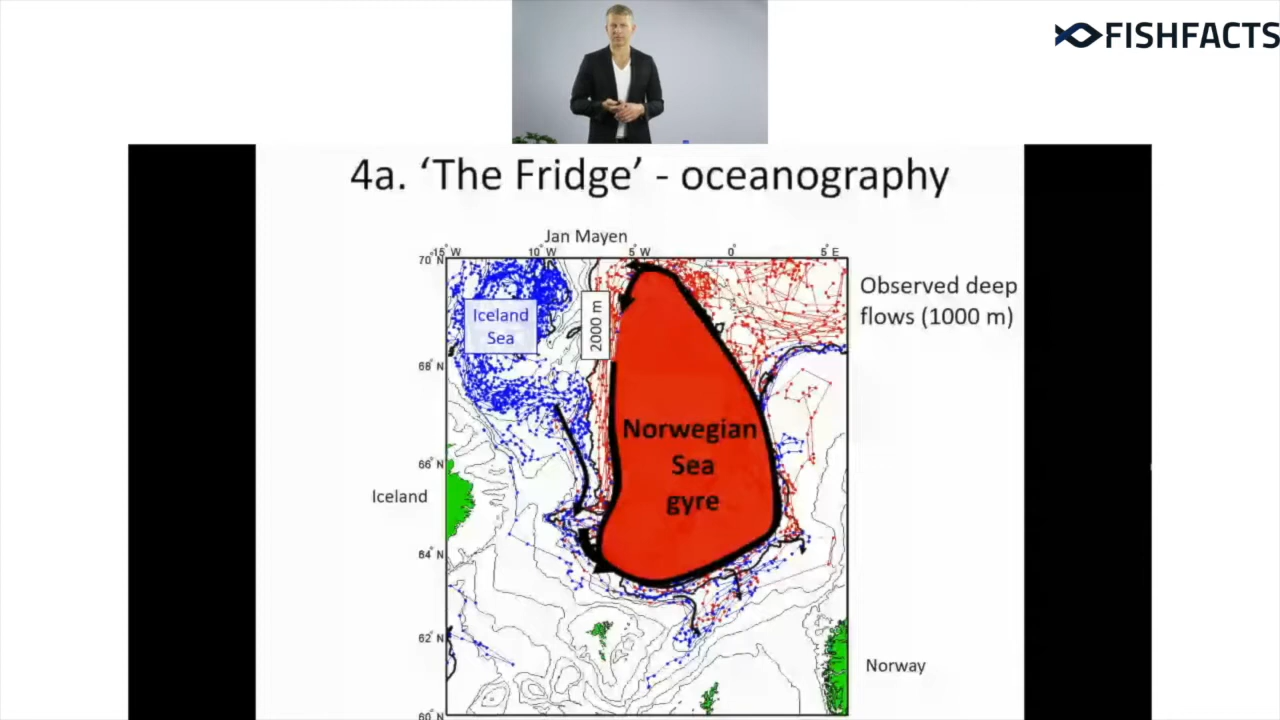 FISHFACTS
4a. ‘The Fridge’ - oceanography
Jan Mayen
15°W 10°W 5°W 0° 5°E
70°N
Observed deep
flows (1000 m)
Iceland
Sea
2000 m
68°N
Norwegian
Sea
gyre
66°N
Iceland
64°N
62°N
Norway
60°N